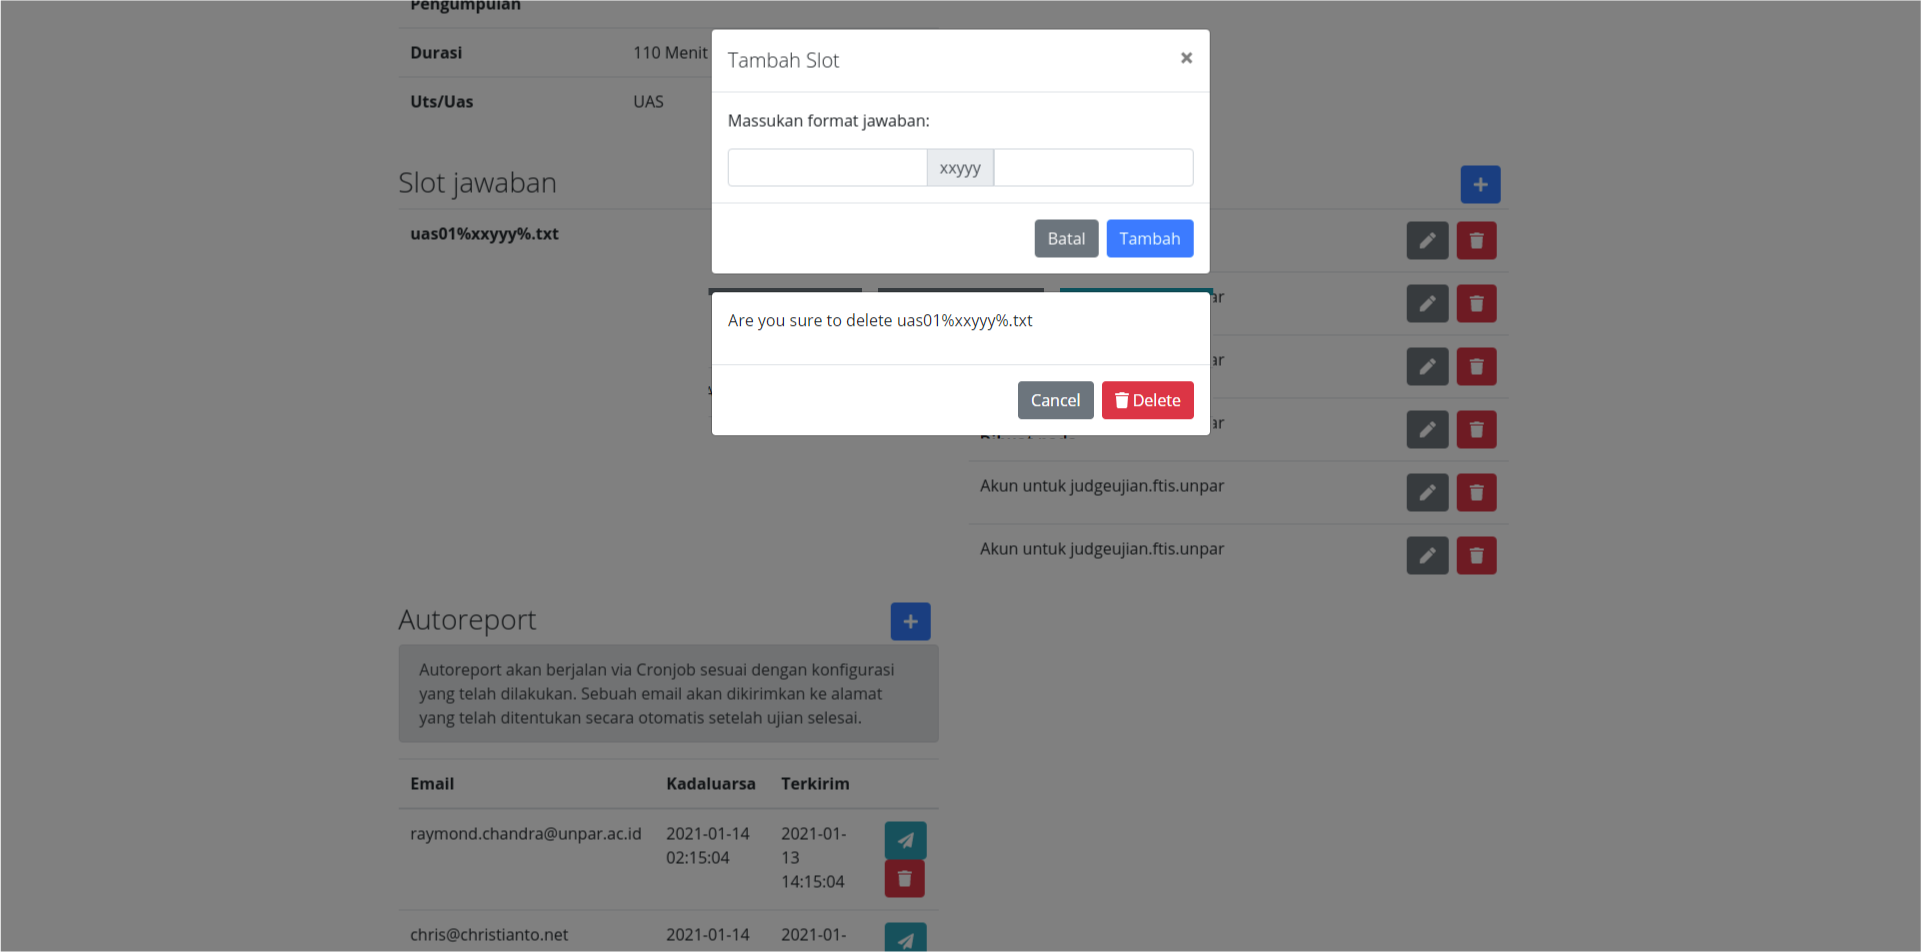 Pengumpulan
Durasi 110 Menit
Uts/Uas UAS
Tambah Slot ×
Massukan format jawaban:
xxyyy
Batal Tambah
Slot jawaban
uas01%xxyyy%.txt
ar
Are you sure to delete uas01%xxyyy%.txt
ar
Cancel Delete
ar
Akun untuk judgeujian.ftis.unpar
Akun untuk judgeujian.ftis.unpar
Autoreport
Autoreport akan berjalan via Cronjob sesuai dengan konfigurasi
yang telah dilakukan. Sebuah email akan dikirimkan ke alamat
yang telah ditentukan secara otomatis setelah ujian selesai.
Email Kadaluarsa Terkirim
raymond.chandra@unpar.ac.id 2021-01-14 2021-01-
02:15:04 13
14:15:04
chris@christianto.net 2021-01-14 2021-01-